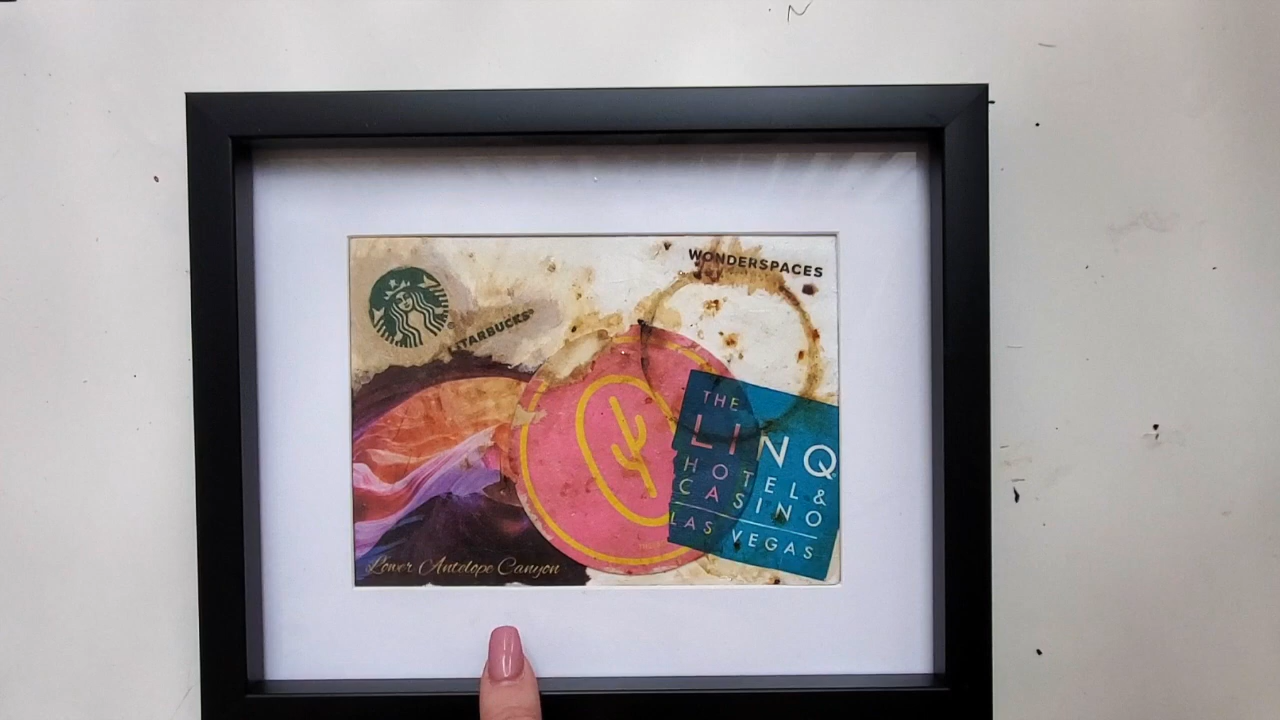 WONDERSPACES
STARBUCKS®
THE
LINQ
HOTEL &
CASINO
LAS VEGAS
Lower Antelope Canyon